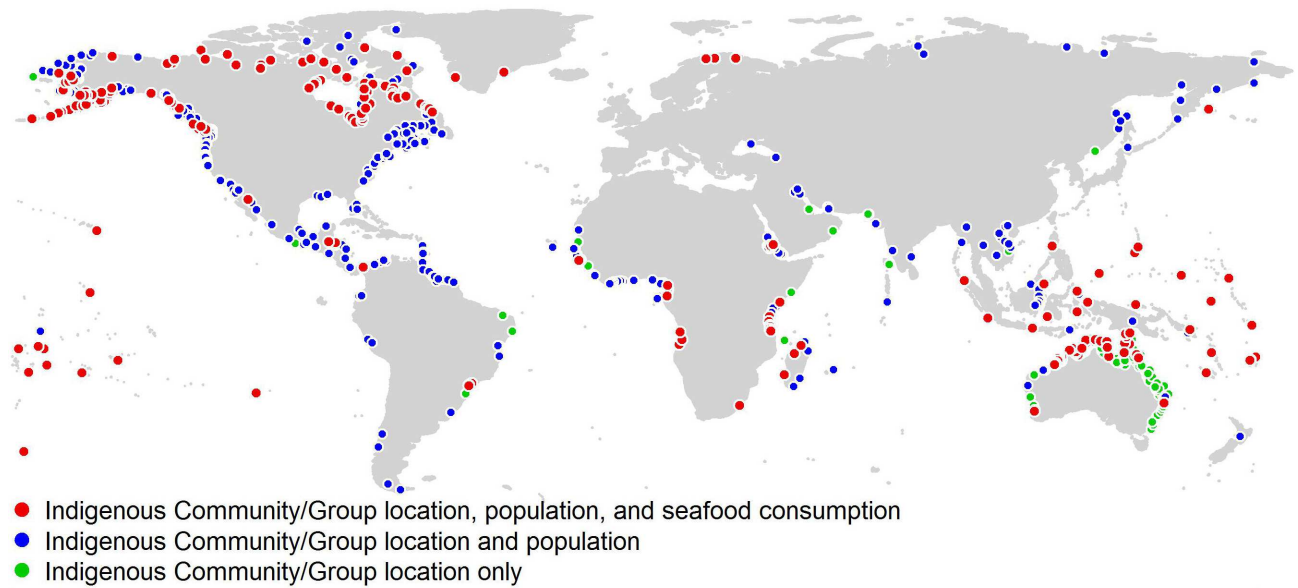 Indigenous Community/Group location, population, and seafood consumption
Indigenous Community/Group location and population
Indigenous Community/Group location only